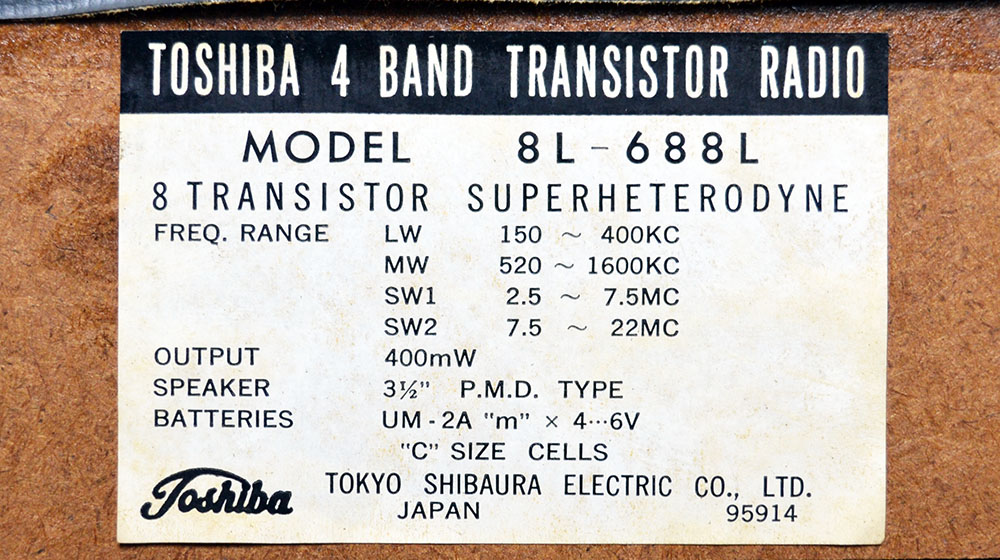 TOSHIBA 4 BAND TRANSISTOR RADIO
MODEL 8L-688L
8 TRANSISTOR SUPERHETERODYNE
FREQ. RANGE LW 150 ~ 400KC
MW 520 ~ 1600KC
SW1 2.5 ~ 7.5MC
SW2 7.5 ~ 22MC
OUTPUT 400mW
SPEAKER 3½" P.M.D. TYPE
BATTERIES UM-2A "m" × 4…6V
"C" SIZE CELLS
Toshiba TOKYO SHIBAURA ELECTRIC CO., LTD.
JAPAN 95914